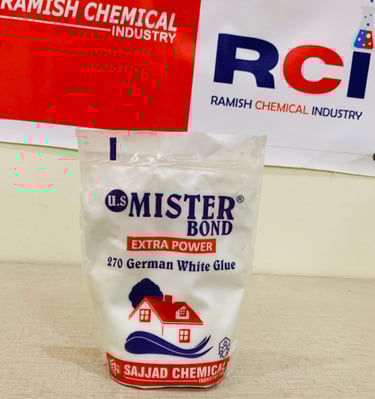 RAMISH CHEMICAL
INDUSTRY
RCI
RAMISH CHEMICAL INDUSTRY
u.s MISTER®
BOND
EXTRA POWER
270 German White Glue
SAJJAD CHEMICAL